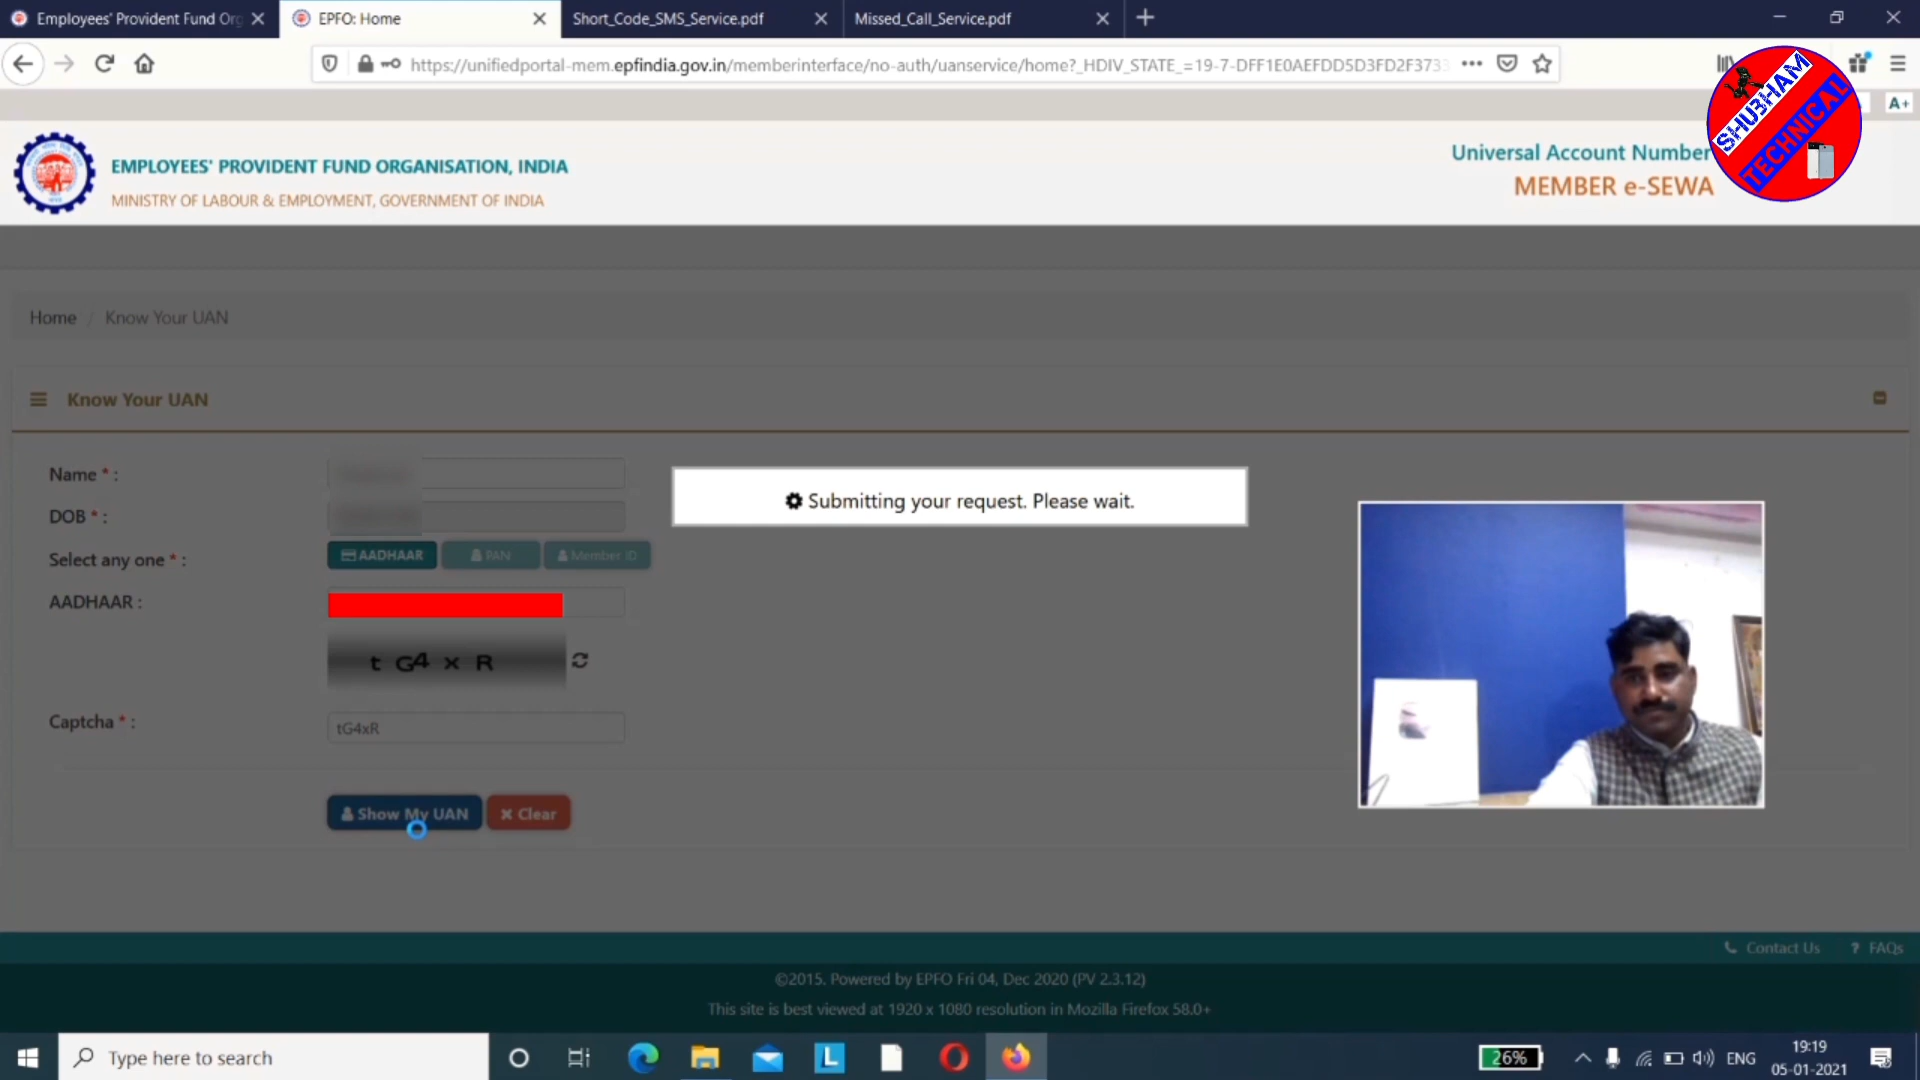 Employees' Provident Fund Org
EPFO: Home
Short_Code_SMS_Service.pdf
Missed_Call_Service.pdf
https://unifiedportal-mem.epfindia.gov.in/memberinterface/no-auth/uanservice/home?_HDIV_STATE_=19-7-DFF1E0AEFDD5D3FD2F3733
A+
SHUBHAM
TECHNICAL
EMPLOYEES' PROVIDENT FUND ORGANISATION, INDIA
MINISTRY OF LABOUR & EMPLOYMENT, GOVERNMENT OF INDIA
Universal Account Number
MEMBER e-SEWA
Home / Know Your UAN
Know Your UAN
Name * :
DOB * :
Select any one * :
AADHAAR
PAN
Member ID
AADHAAR :
t G4 x R
Captcha * :
tG4xR
Show My UAN
Clear
Submitting your request. Please wait.
Contact Us
? FAQs
©2015. Powered by EPFO Fri 04, Dec 2020 (PV 2.3.12)
This site is best viewed at 1920 x 1080 resolution in Mozilla Firefox 58.0+
Type here to search
L
26%
ENG
19:19
05-01-2021